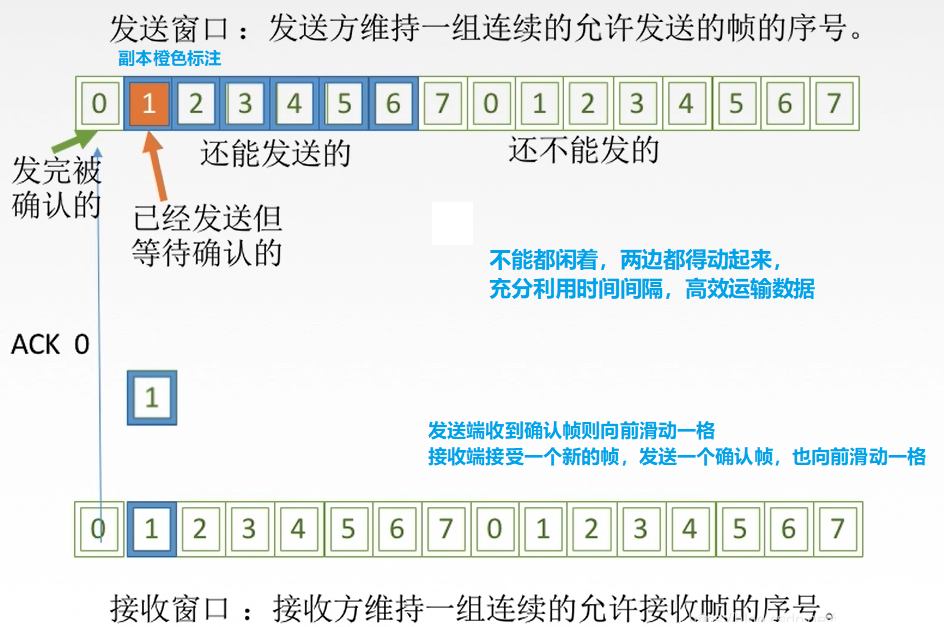 发送窗口：发送方维持一组连续的允许发送的帧的序号。
副本橙色标注
0 1 2 3 4 5 6 7 0 1 2 3 4 5 6 7
还能发送的
还不能发的
发完被
确认的
已经发送但
等待确认的
不能都闲着，两边都得动起来，
充分利用时间间隔，高效运输数据
ACK 0
1
发送端收到确认帧则向前滑动一格
接收端接受一个新的帧，发送一个确认帧，也向前滑动一格
0 1 2 3 4 5 6 7 0 1 2 3 4 5 6 7
接收窗口：接收方维持一组连续的允许接收帧的序号。